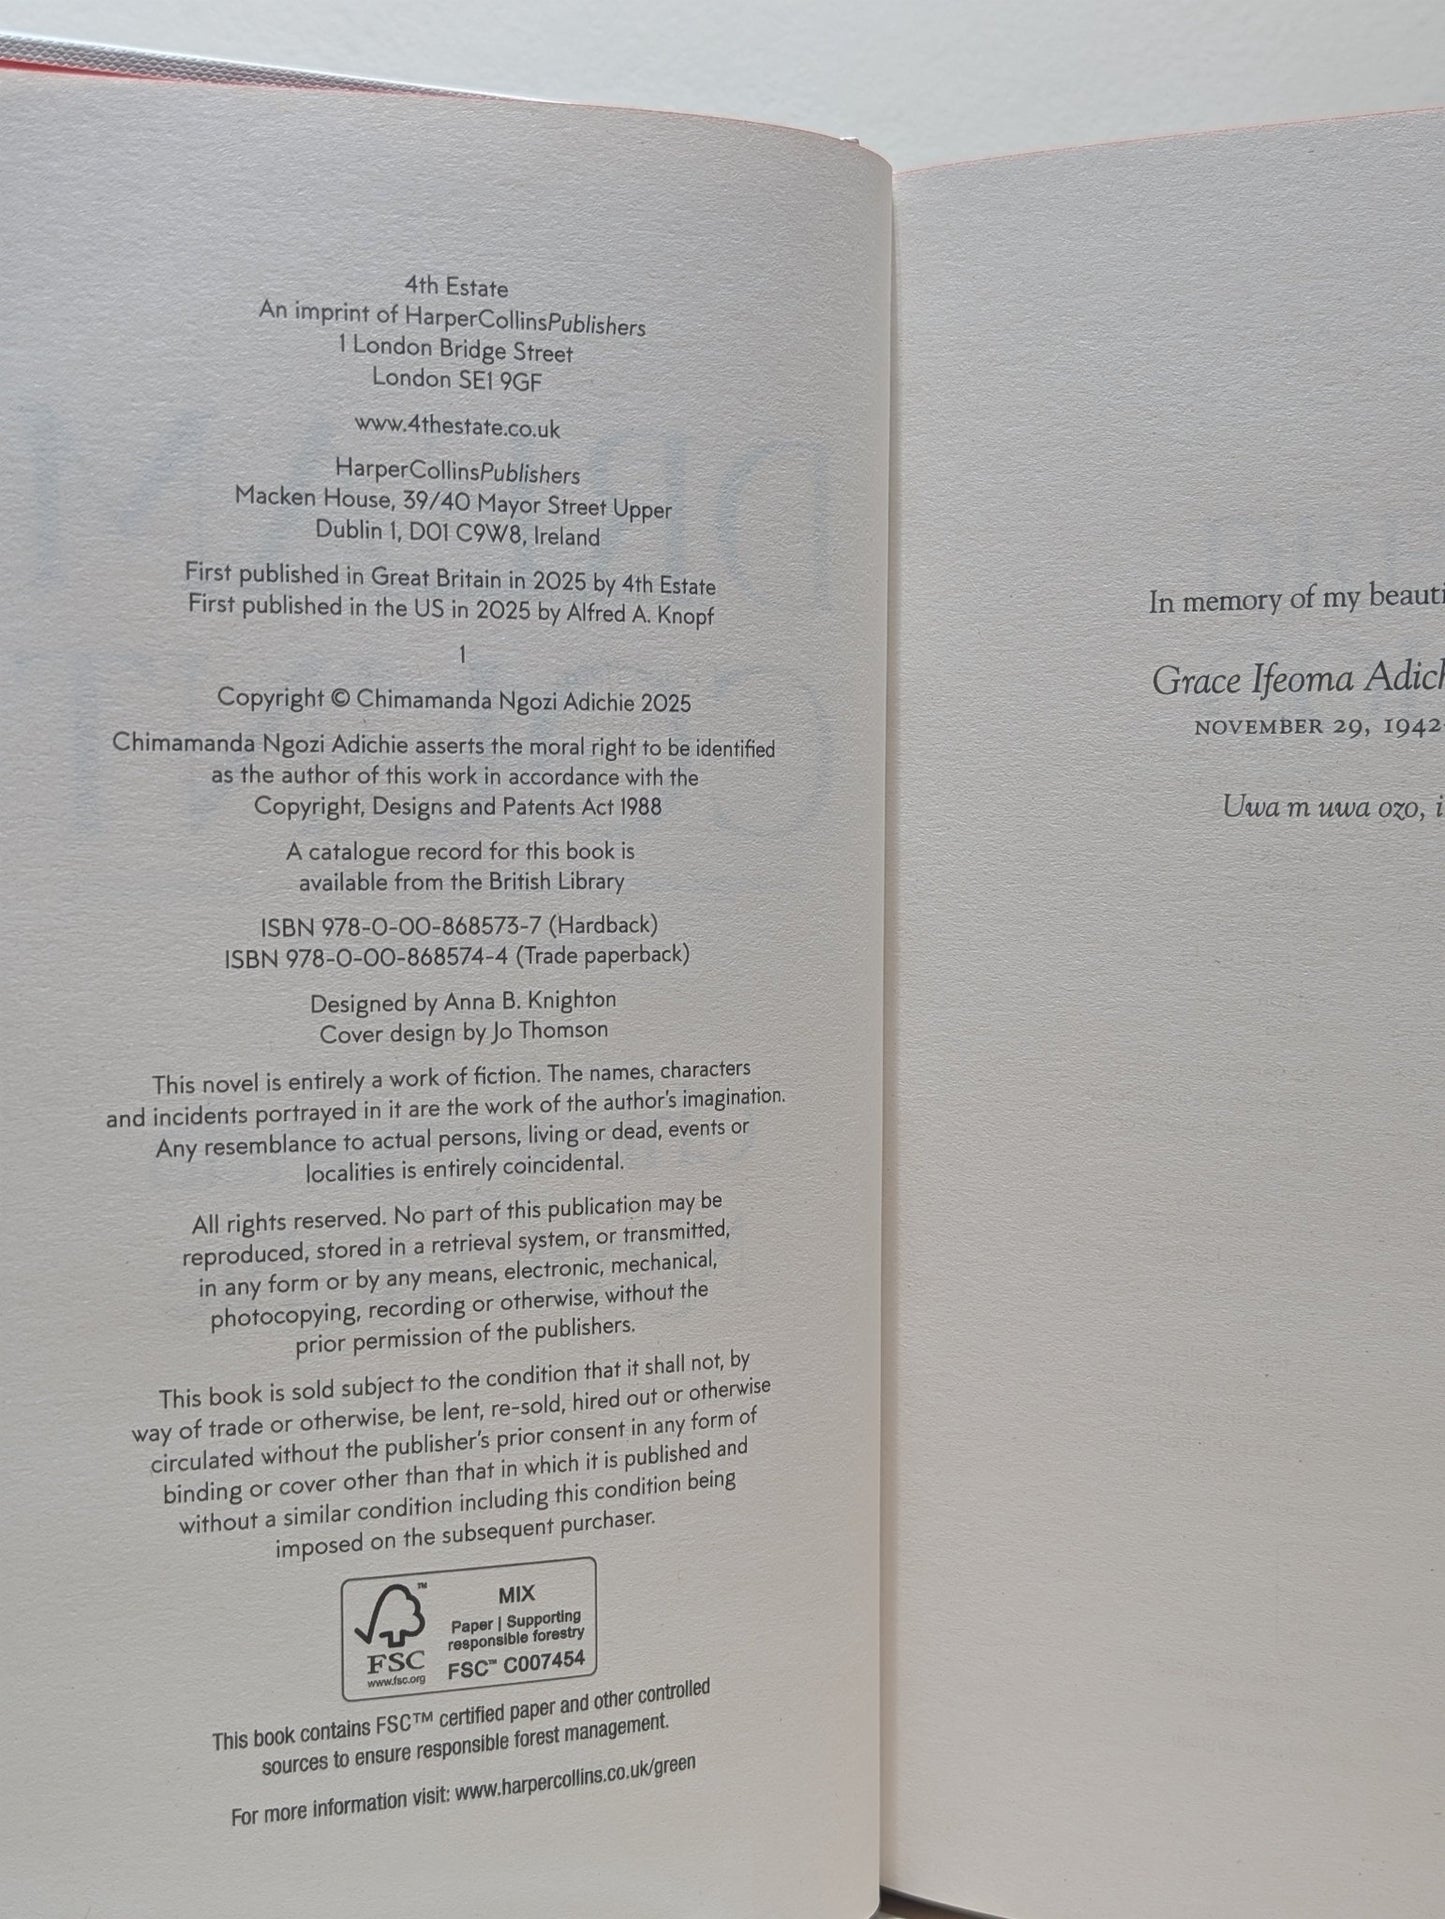 4th Estate
An imprint of HarperCollinsPublishers
1 London Bridge Street
London SE1 9GF
www.4thestate.co.uk
HarperCollinsPublishers
Macken House, 39/40 Mayor Street Upper
Dublin 1, D01 C9W8, Ireland
First published in Great Britain in 2025 by 4th Estate
First published in the US in 2025 by Alfred A. Knopf
1
Copyright © Chimamanda Ngozi Adichie 2025
Chimamanda Ngozi Adichie asserts the moral right to be identified
as the author of this work in accordance with the
Copyright, Designs and Patents Act 1988
A catalogue record for this book is
available from the British Library
ISBN 978-0-00-868573-7 (Hardback)
ISBN 978-0-00-868574-4 (Trade paperback)
Designed by Anna B. Knighton
Cover design by Jo Thomson
This novel is entirely a work of fiction. The names, characters
and incidents portrayed in it are the work of the author's imagination.
Any resemblance to actual persons, living or dead, events or
localities is entirely coincidental.
All rights reserved. No part of this publication may be
reproduced, stored in a retrieval system, or transmitted,
in any form or by any means, electronic, mechanical,
photocopying, recording or otherwise, without the
prior permission of the publishers.
This book is sold subject to the condition that it shall not, by
way of trade or otherwise, be lent, re-sold, hired out or otherwise
circulated without the publisher's prior consent in any form of
binding or cover other than that in which it is published and
without a similar condition including this condition being
imposed on the subsequent purchaser.
™
FSC
www.fsc.org
MIX
Paper | Supporting
responsible forestry
FSC™ C007454
This book contains FSC™ certified paper and other controlled
sources to ensure responsible forest management.
For more information visit: www.harpercollins.co.uk/green
In memory of my
Grace Ifeoma
NOVEMBER 29, 1942
Uwa m uwa ozo,